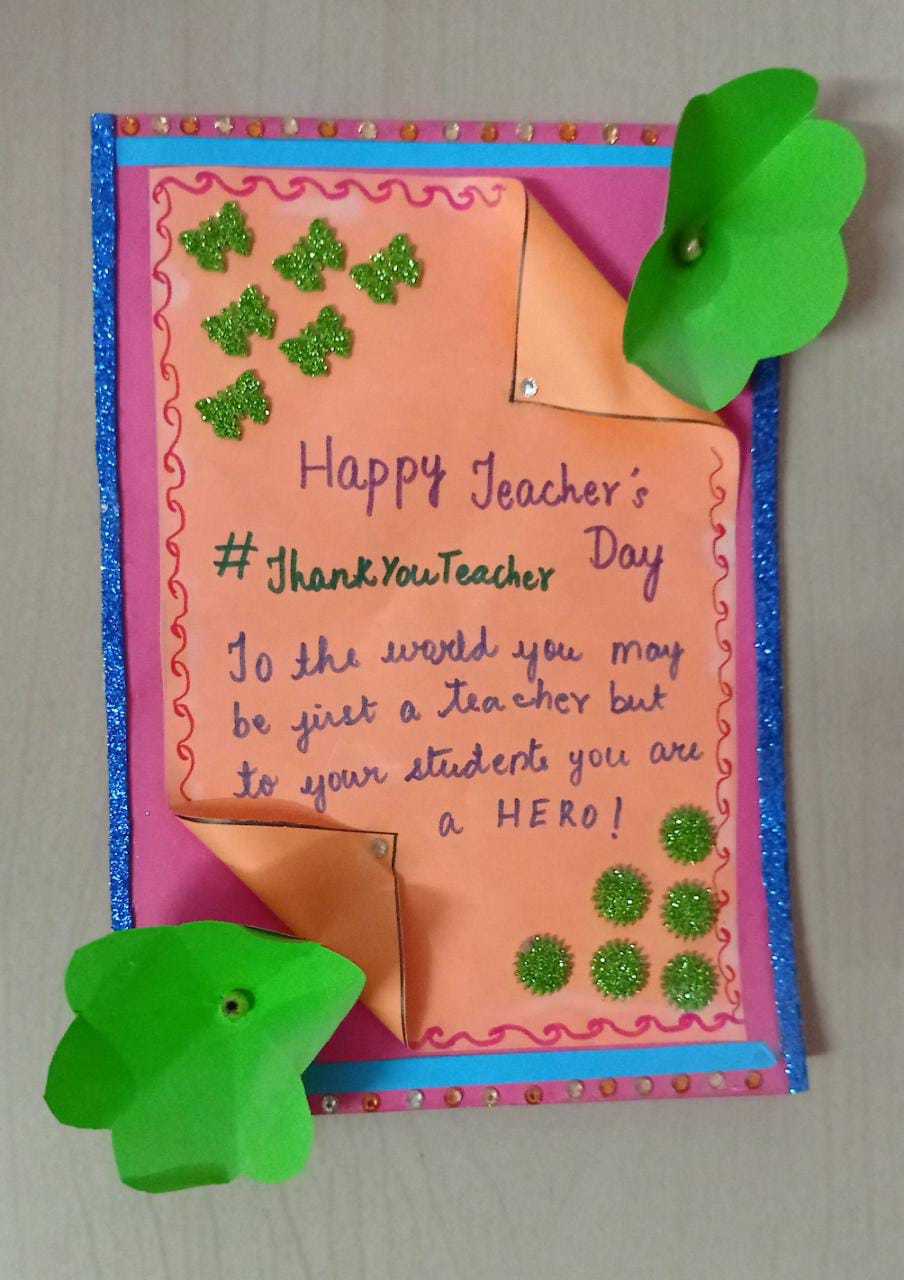 Happy Teacher's
Day
#ThankYouTeacher
To the world you may
be just a teacher but
to your students you are
a HERO!